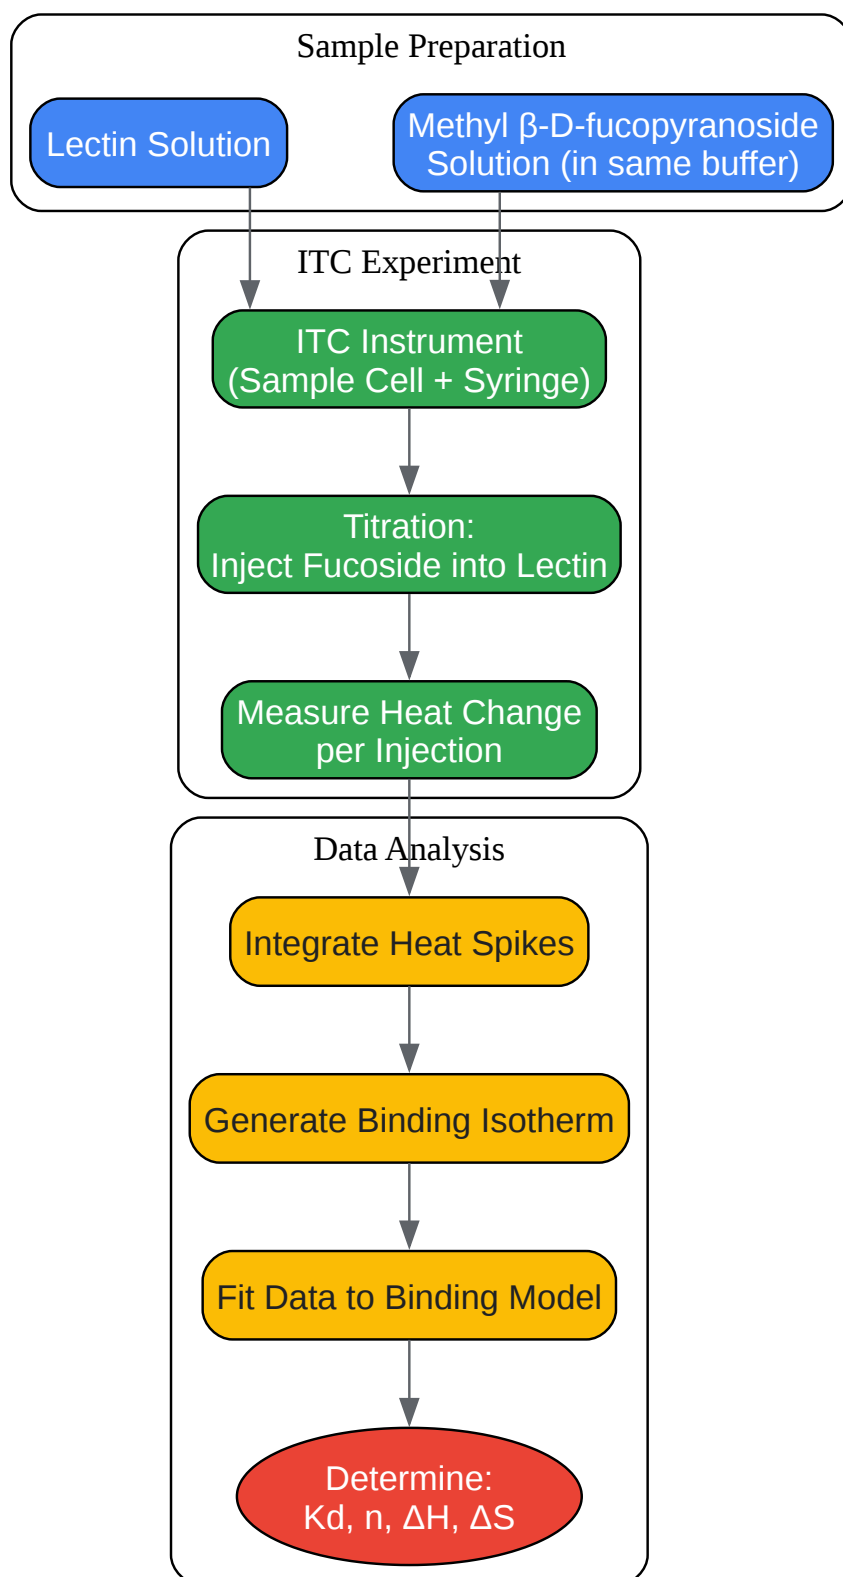 Sample Preparation
Lectin Solution
Methyl β-D-fucopyranoside
Solution (in same buffer)
ITC Experiment
ITC Instrument
(Sample Cell + Syringe)
Titration:
Inject Fucoside into Lectin
Measure Heat Change
per Injection
Data Analysis
Integrate Heat Spikes
Generate Binding Isotherm
Fit Data to Binding Model
Determine:
Kd, n, ΔH, ΔS